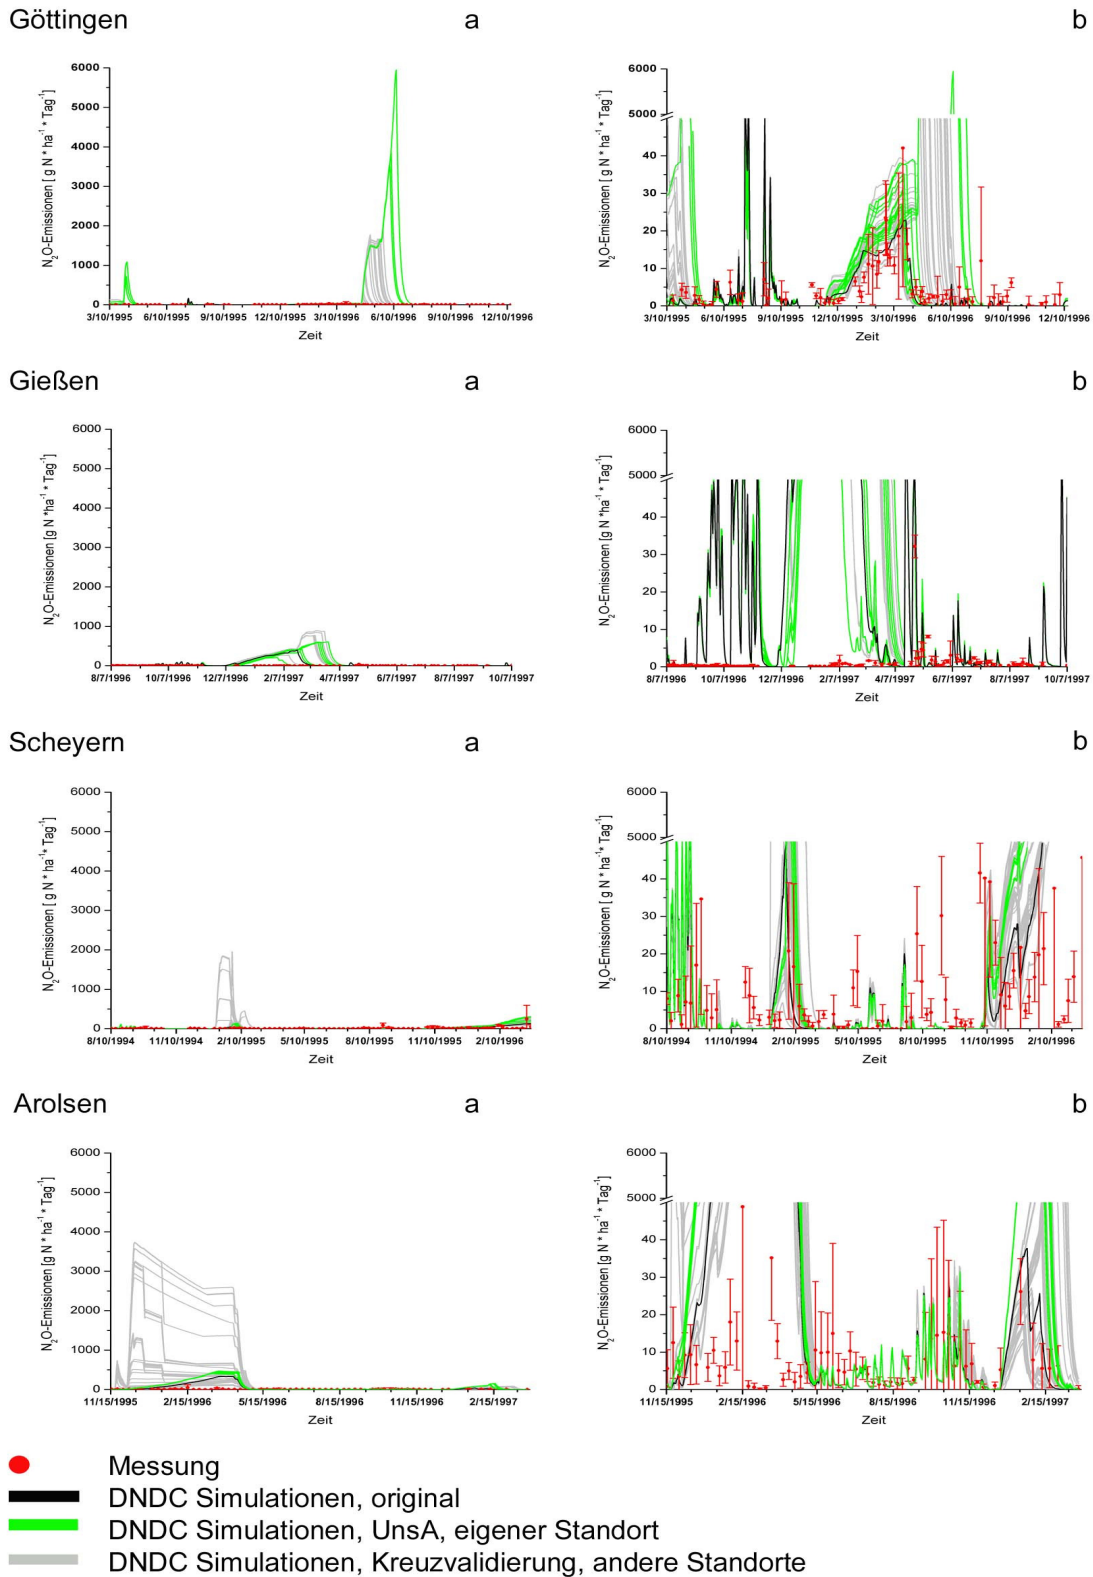 Göttingen a b
N2O-Emissionen [ g N * ha-1 * Tag-1]
6000
5000
4000
3000
2000
1000
0
3/10/1995 6/10/1995 9/10/1995 12/10/1995 3/10/1996 6/10/1996 9/10/1996 12/10/1996
Zeit
N2O-Emissionen [ g N * ha-1 * Tag-1]
6000
5000
40
30
20
10
0
3/10/1995 6/10/1995 9/10/1995 12/10/1995 3/10/1996 6/10/1996 9/10/1996 12/10/1996
Zeit
Gießen a b
N2O-Emissionen [g N *ha-1 * Tag-1]
6000
5000
4000
3000
2000
1000
0
8/7/1996 10/7/1996 12/7/1996 2/7/1997 4/7/1997 6/7/1997 8/7/1997 10/7/1997
Zeit
N2O-Emissionen [g N *ha-1 * Tag-1]
6000
5000
40
30
20
10
0
8/7/1996 10/7/1996 12/7/1996 2/7/1997 4/7/1997 6/7/1997 8/7/1997 10/7/1997
Zeit
Scheyern a b
N2O-Emissionen [ g N * ha-1 * Tag-1]
6000
5000
4000
3000
2000
1000
0
8/10/1994 11/10/1994 2/10/1995 5/10/1995 8/10/1995 11/10/1995 2/10/1996
Zeit
N2O-Emissionen [ g N * ha-1 * Tag-1]
6000
5000
40
30
20
10
0
8/10/1994 11/10/1994 2/10/1995 5/10/1995 8/10/1995 11/10/1995 2/10/1996
Zeit
Arolsen a b
N2O-Emissionen [g N * ha-1 * Tag-1]
6000
5000
4000
3000
2000
1000
0
11/15/1995 2/15/1996 5/15/1996 8/15/1996 11/15/1996 2/15/1997
Zeit
N2O-Emissionen [g N * ha-1 * Tag-1]
6000
5000
40
30
20
10
0
11/15/1995 2/15/1996 5/15/1996 8/15/1996 11/15/1996 2/15/1997
Zeit
Messung
DNDC Simulationen, original
DNDC Simulationen, UnsA, eigener Standort
DNDC Simulationen, Kreuzvalidierung, andere Standorte